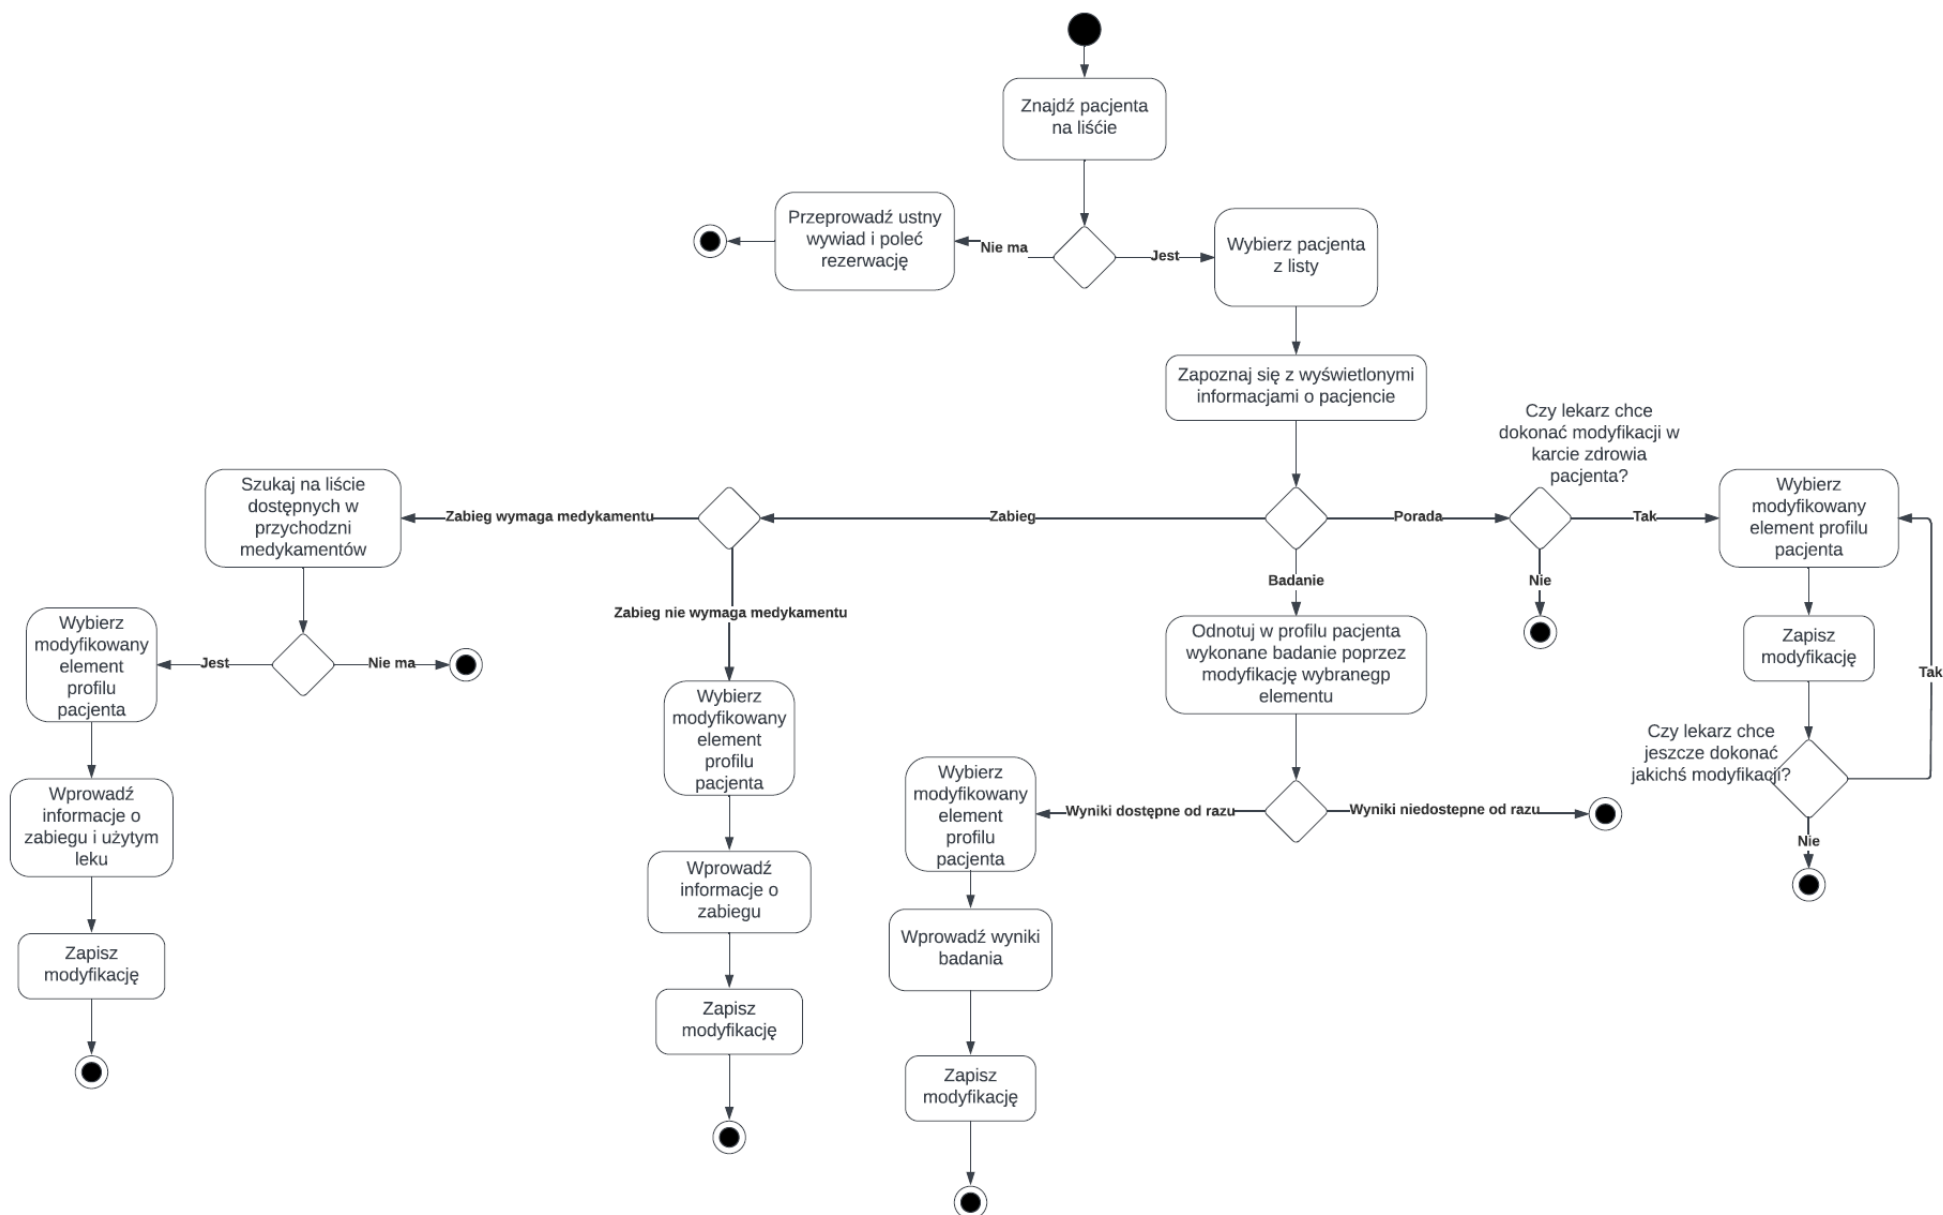 Znajdź pacjenta
na liśćie
Przeprowadź ustny
wywiad i poleć
rezerwację
Nie ma
Jest
Wybierz pacjenta
z listy
Zapoznaj się z wyświetlonymi
informacjami o pacjencie
Czy lekarz chce
dokonać modyfikacji w
karcie zdrowia
pacjenta?
Szukaj na liście
dostępnych w
przychodzni
medykamentów
Zabieg wymaga medykamentu
Zabieg
Porada
Tak
Wybierz
modyfikowany
element profilu
pacjenta
Badanie
Nie
Zabieg nie wymaga medykamentu
Wybierz
modyfikowany
element
profilu
pacjenta
Jest
Nie ma
Odnotuj w profilu pacjenta
wykonane badanie poprzez
modyfikację wybranegp
elementu
Zapisz
modyfikację
Tak
Wybierz
modyfikowany
element
profilu
pacjenta
Czy lekarz chce
jeszcze dokonać
jakichś modyfikacji?
Wprowadź
informacje o
zabiegu i użytym
leku
Wybierz
modyfikowany
element
profilu
pacjenta
Wyniki dostępne od razu
Wyniki niedostepne od razu
Nie
Wprowadź
informacje o
zabiegu
Wprowadź wyniki
badania
Zapisz
modyfikację
Zapisz
modyfikację
Zapisz
modyfikację